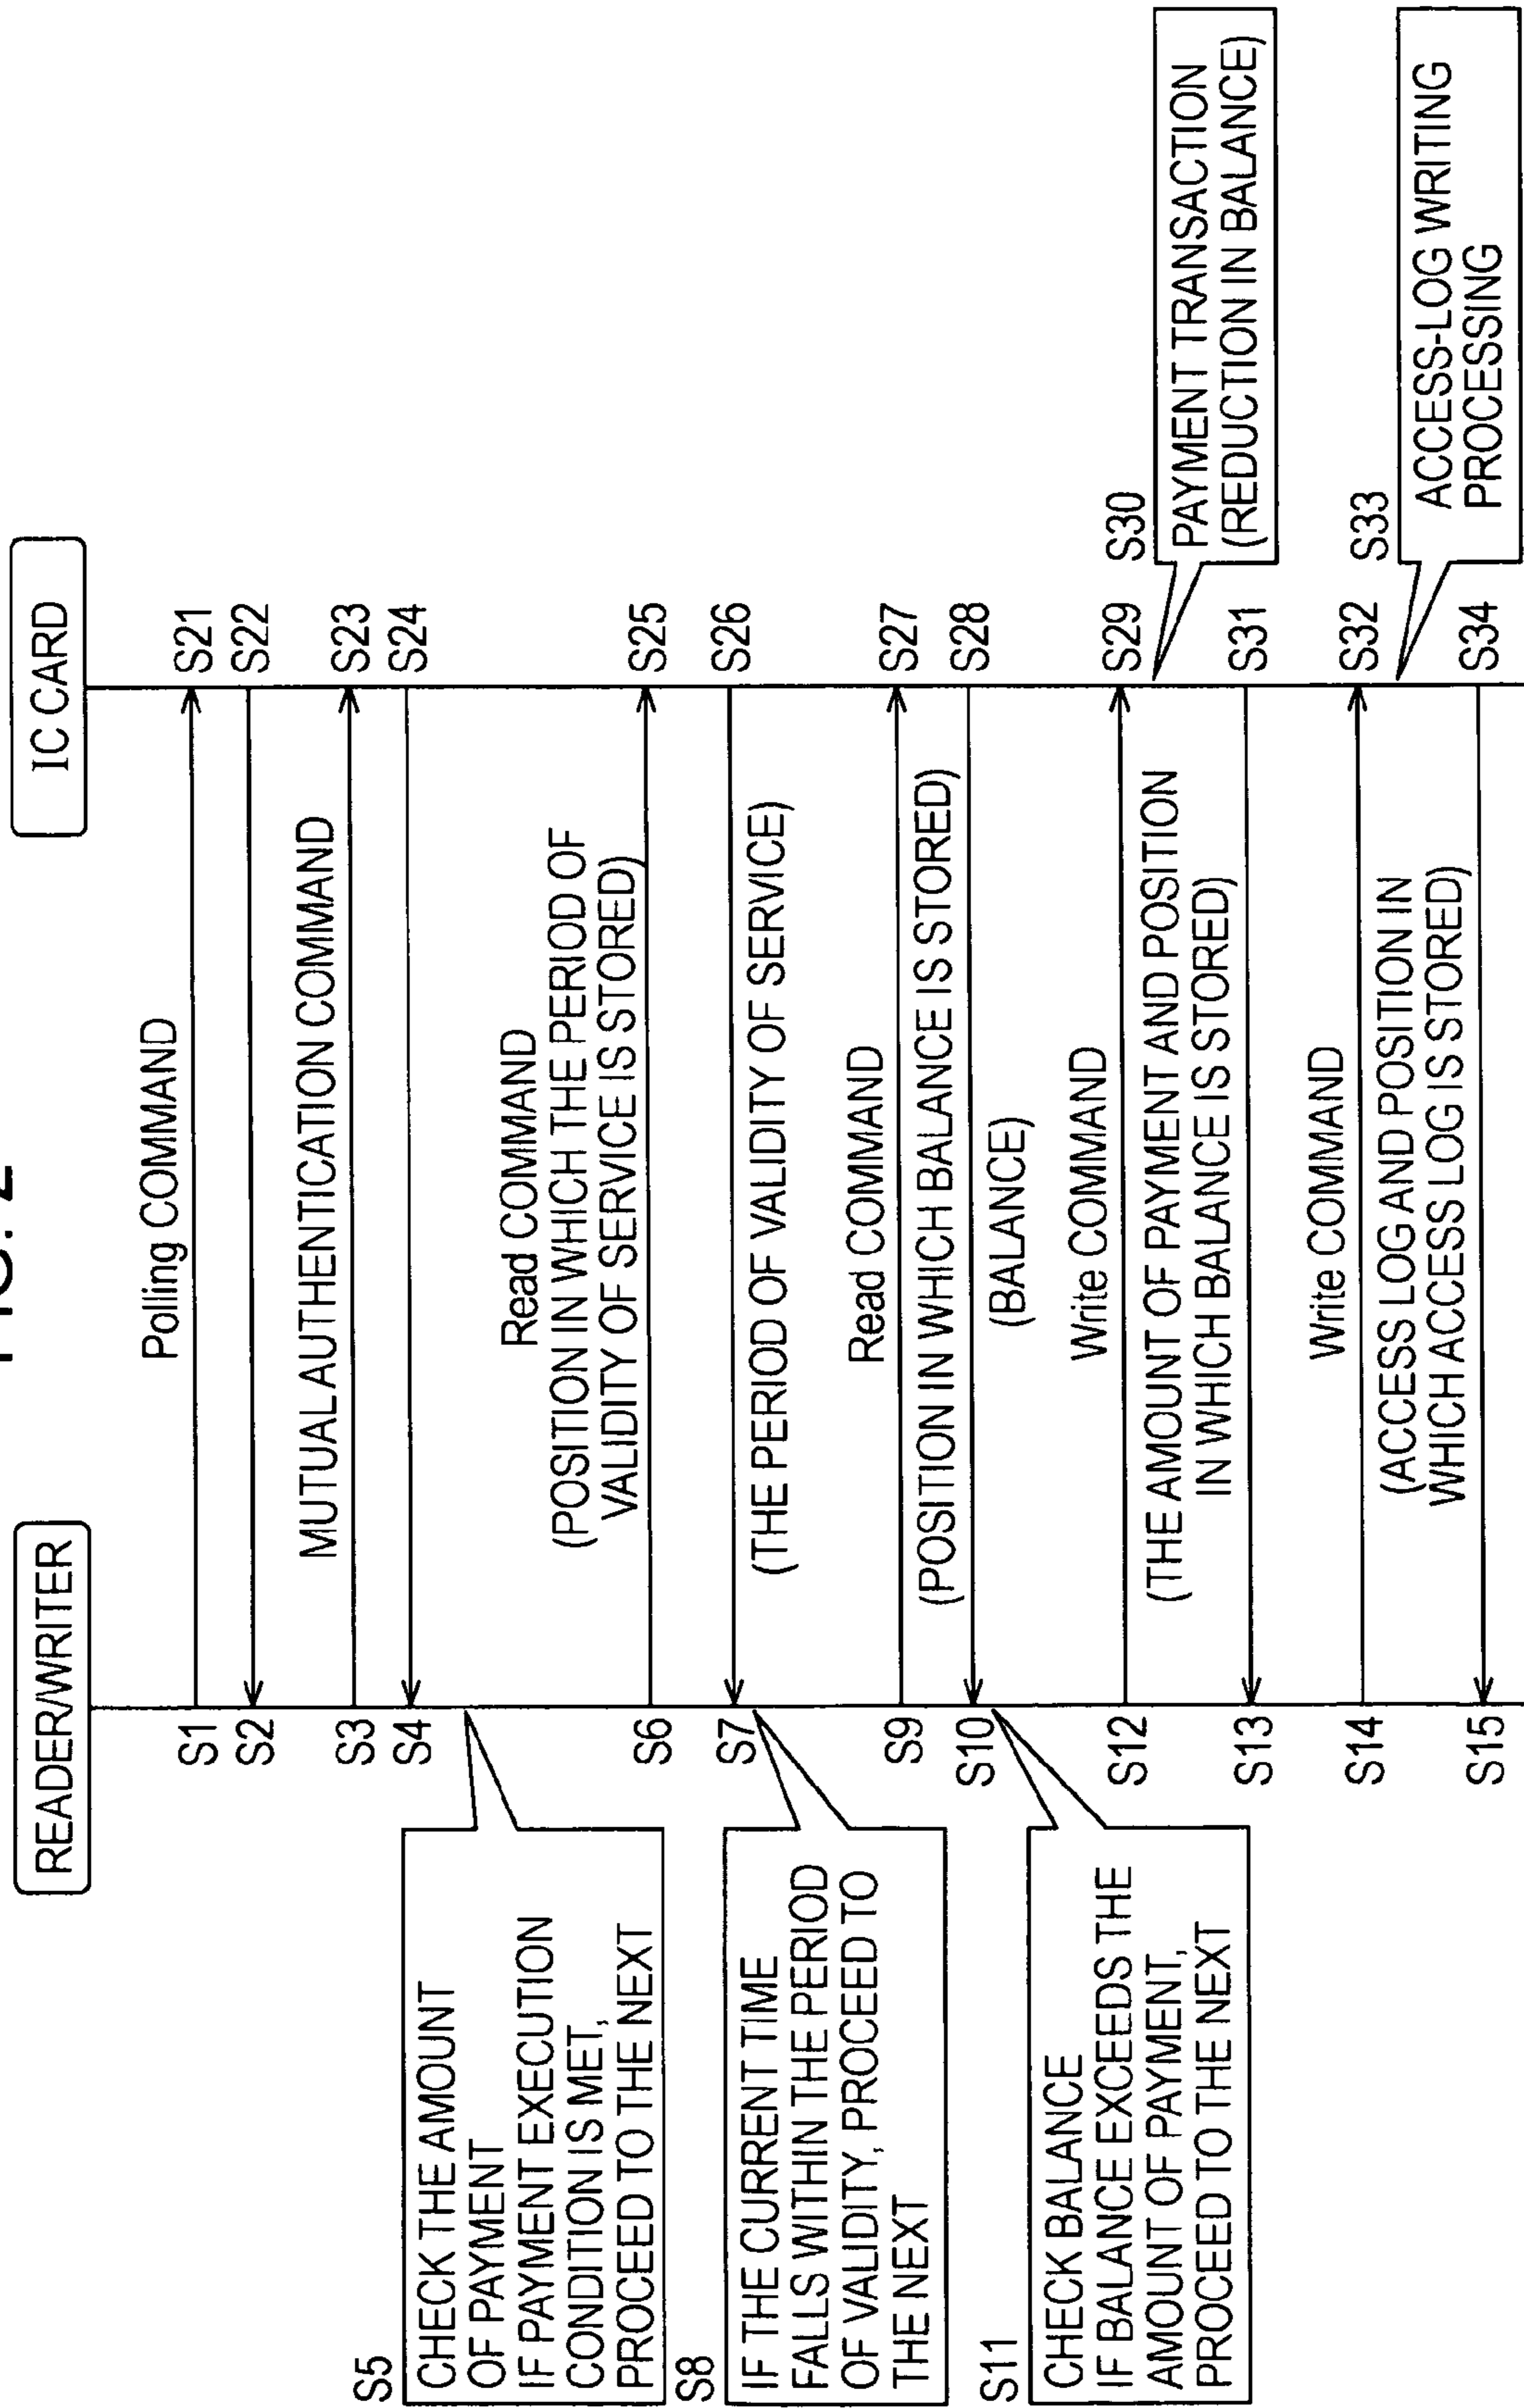 FIG. 2
READER/WRITER
IC CARD
Polling COMMAND
S1
S21
S2
S22
MUTUAL AUTHENTICATION COMMAND
S3
S23
S4
S24
S5
CHECK THE AMOUNT
OF PAYMENT
IF PAYMENT EXECUTION
CONDITION IS MET,
PROCEED TO THE NEXT
Read COMMAND
(POSITION IN WHICH THE PERIOD OF
VALIDITY OF SERVICE IS STORED)
S6
S25
S7
S26
(THE PERIOD OF VALIDITY OF SERVICE)
S8
IF THE CURRENT TIME
FALLS WITHIN THE PERIOD
OF VALIDITY, PROCEED TO
THE NEXT
Read COMMAND
S9
S27
(POSITION IN WHICH BALANCE IS STORED)
S10
S28
(BALANCE)
S11
CHECK BALANCE
IF BALANCE EXCEEDS THE
AMOUNT OF PAYMENT,
PROCEED TO THE NEXT
Write COMMAND
S12
S29
(THE AMOUNT OF PAYMENT AND POSITION
IN WHICH BALANCE IS STORED)
S30
PAYMENT TRANSACTION
(REDUCTION IN BALANCE)
S13
S31
Write COMMAND
S14
S32
(ACCESS LOG AND POSITION IN
WHICH ACCESS LOG IS STORED)
S33
ACCESS-LOG WRITING
PROCESSING
S15
S34